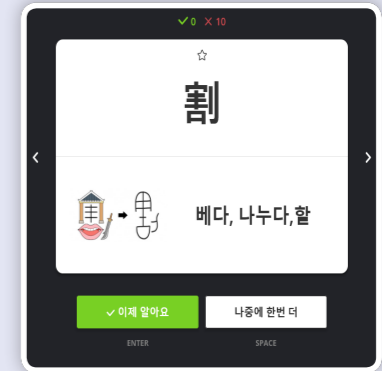 0 10
割
베다, 나누다,할
이제 알아요
나중에 한번 더
ENTER
SPACE